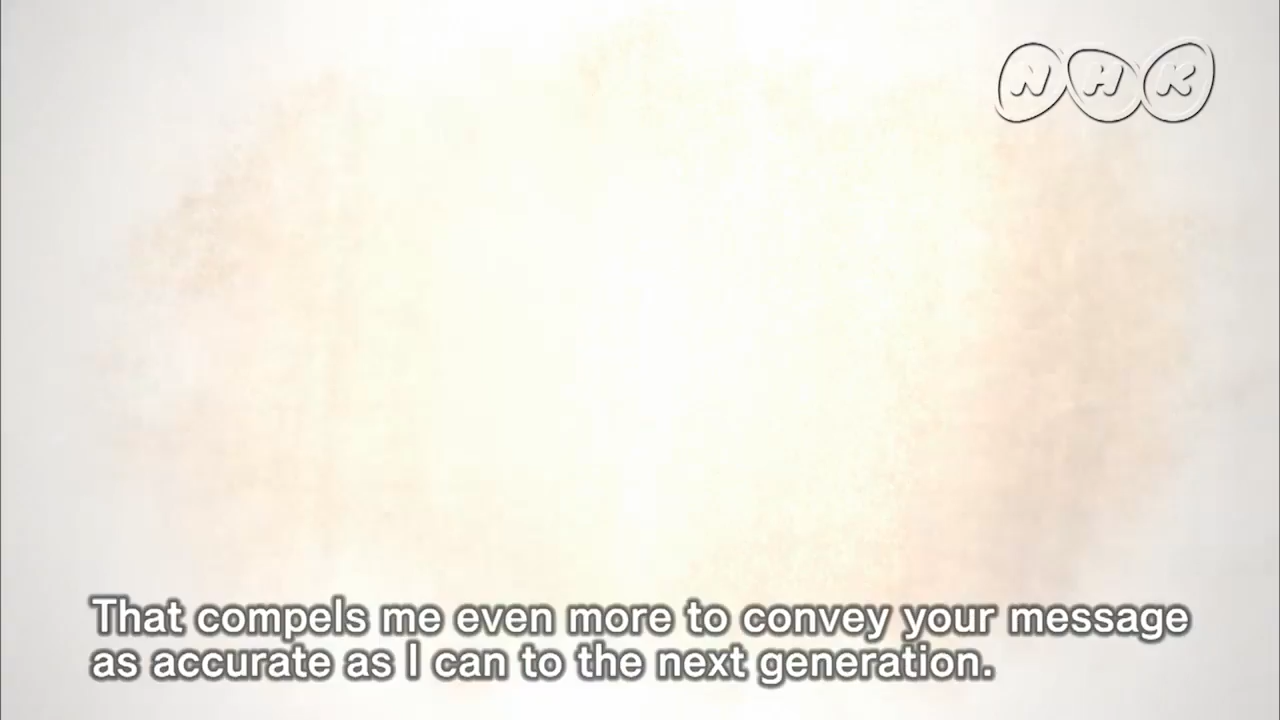 NHK
That compels me even more to convey your message
as accurate as I can to the next generation.